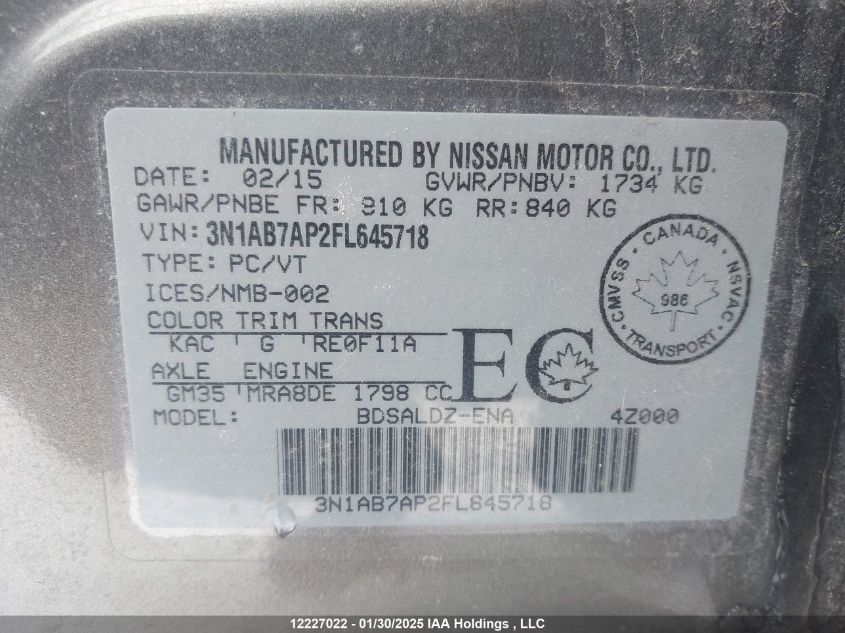 MANUFACTURED BY NISSAN MOTOR CO., LTD.
DATE: 02/15 GVWR/PNBV: 1734 KG
GAWR/PNBE FR: 910 KG RR: 840 KG
VIN: 3N1AB7AP2FL645718
TYPE: PC/VT
ICES/NMB-002
COLOR TRIM TRANS
KAC G RE0F11A
AXLE ENGINE
GM35 MRA8DE 1798 CC
EC
CANADA
CMVSS NSVAC
986
TRANSPORT
MODEL: BDSALDZ-ENA 4Z000
3N1AB7AP2FL645718
12227022 - 01/30/2025 IAA Holdings , LLC